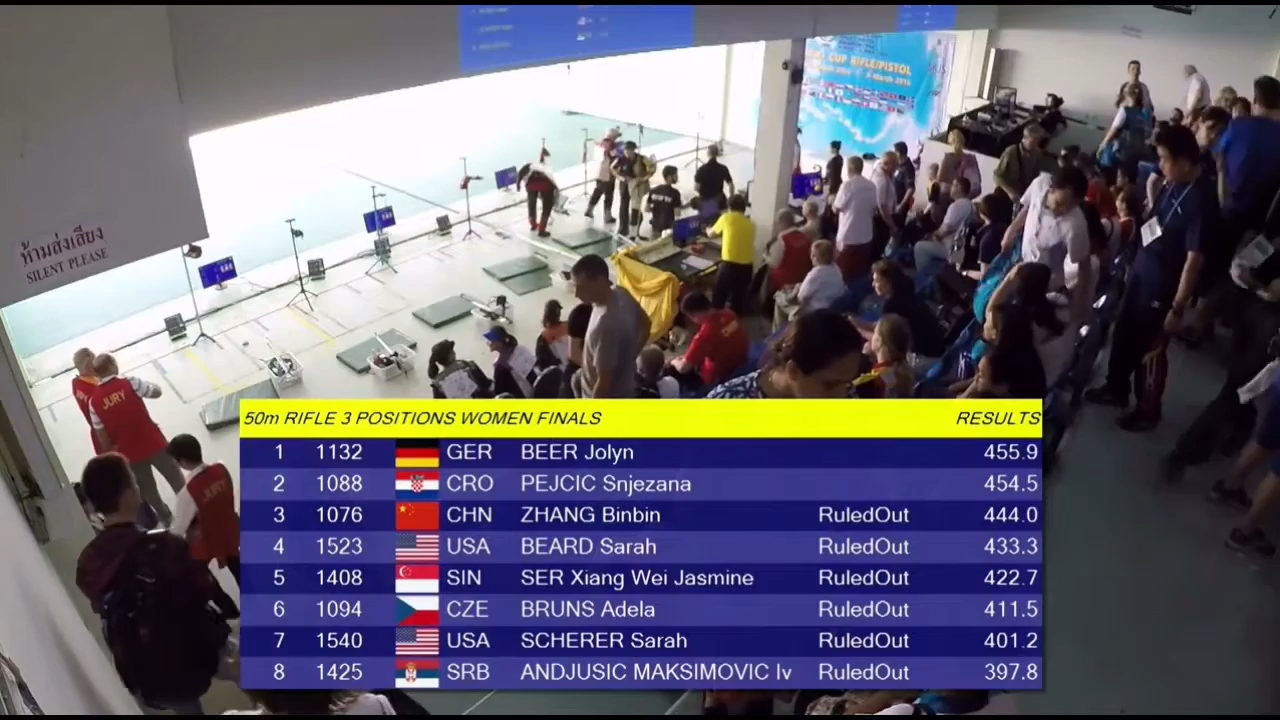 CUP RIFLE/PISTOL
ห้ามส่งเสียง
SILENT PLEASE
JURY
JURY
50m RIFLE 3 POSITIONS WOMEN FINALS RESULTS
1 1132 GER BEER Jolyn 455.9
2 1088 CRO PEJCIC Snjezana 454.5
3 1076 CHN ZHANG Binbin RuledOut 444.0
4 1523 USA BEARD Sarah RuledOut 433.3
5 1408 SIN SER Xiang Wei Jasmine RuledOut 422.7
6 1094 CZE BRUNS Adela RuledOut 411.5
7 1540 USA SCHERER Sarah RuledOut 401.2
8 1425 SRB ANDJUSIC MAKSIMOVIC Iv RuledOut 397.8